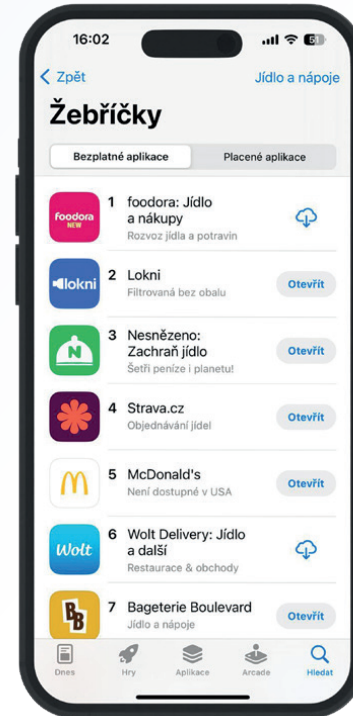 16:02
51
Zpět
Jídlo a nápoje
Žebříčky
Bezplatné aplikace
Placené aplikace
foodora
NEW
1 foodora: Jídlo
a nákupy
Rozvoz jídla a potravin
lokni
2 Lokni
Filtrovaná bez obalu
Otevřít
N
3 Nesnězeno:
Zachraň jídlo
Šetři peníze i planetu!
Otevřít
4 Strava.cz
Objednávání jídel
Otevřít
5 McDonald's
Není dostupné v USA
Otevřít
Wolt
6 Wolt Delivery: Jídlo
a další
Restaurace & obchody
BB
7 Bageterie Boulevard
Jídlo a nápoje
Otevřít
Dnes
Hry
Aplikace
Arcade
Hledat